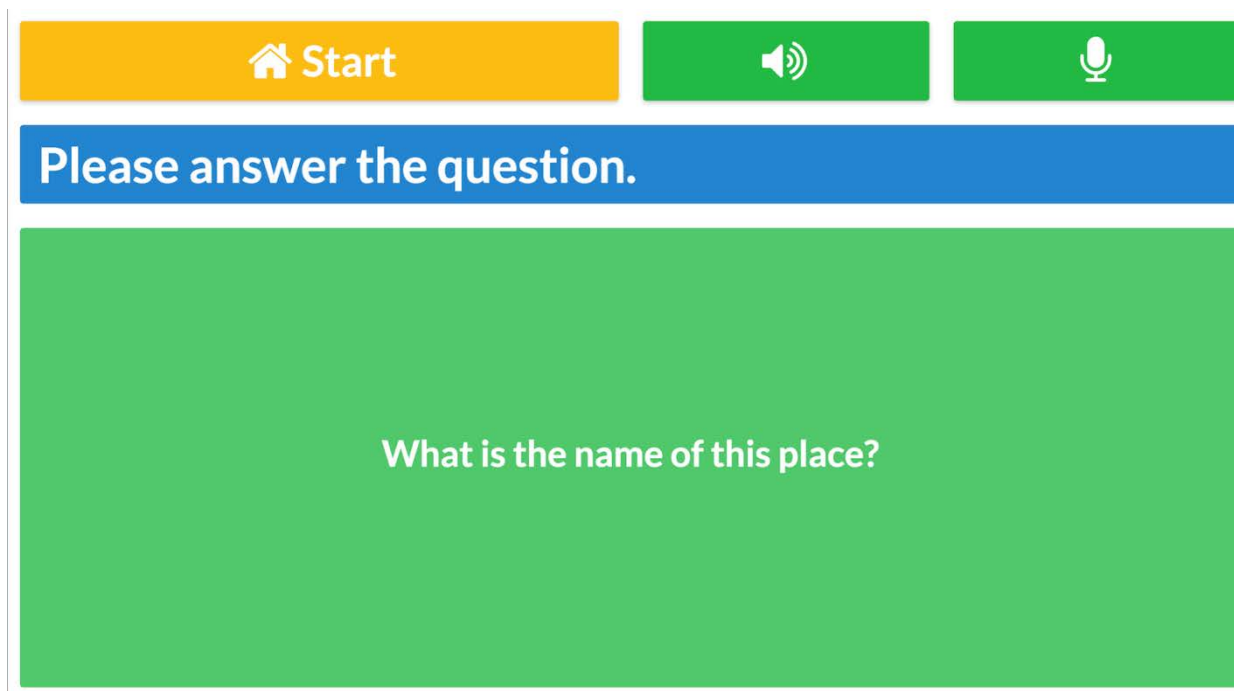 Start
Please answer the question.
What is the name of this place?